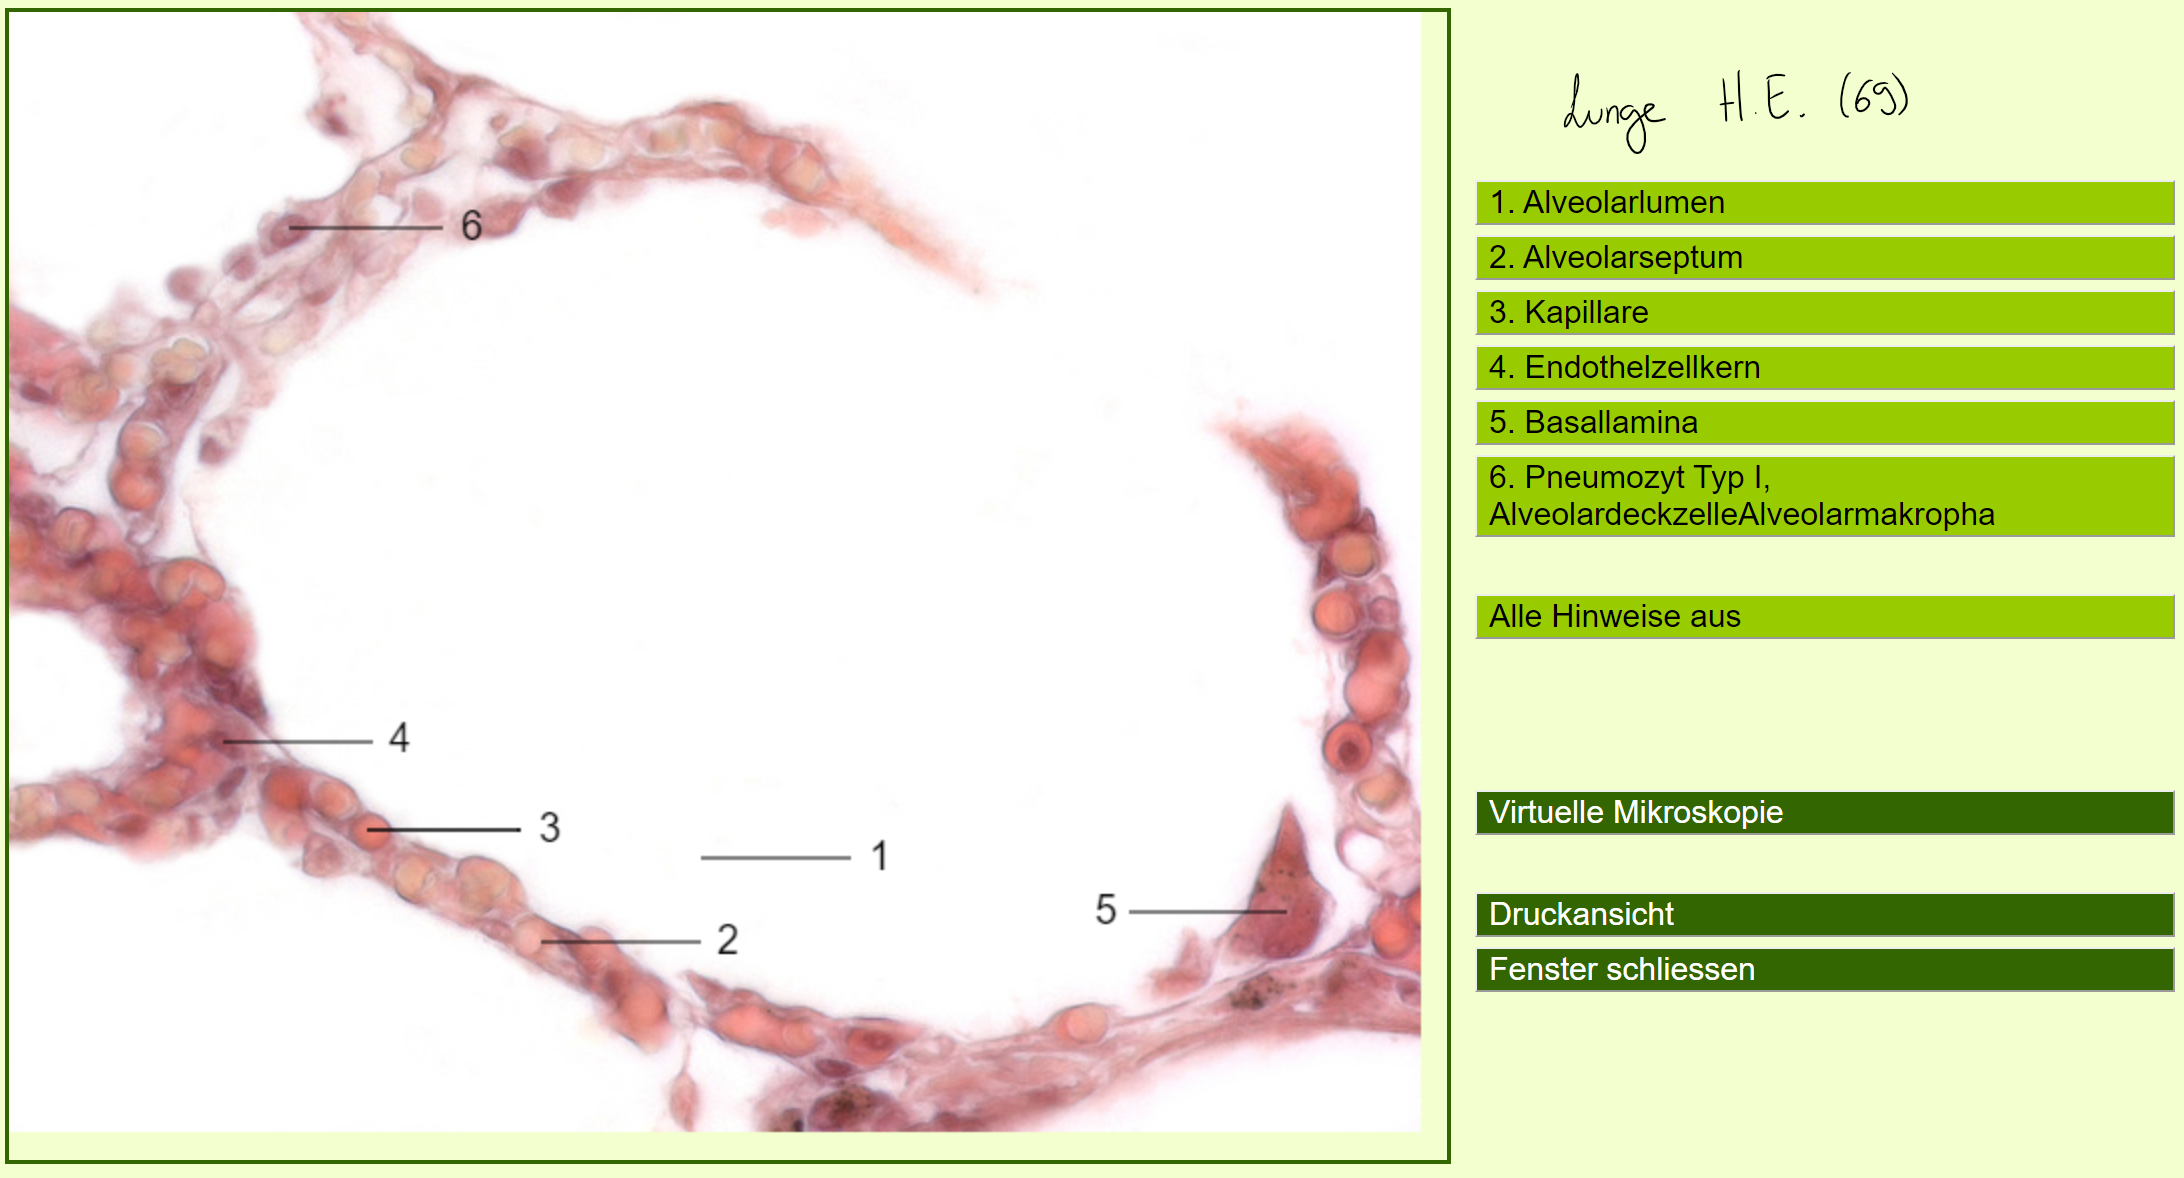 Lunge H.E. (69)
6
4
3
1
5
2
1. Alveolarlumen
2. Alveolarseptum
3. Kapillare
4. Endothelzellkern
5. Basallamina
6. Pneumozyt Typ I,
AlveolardeckzelleAlveolarmakropha
Alle Hinweise aus
Virtuelle Mikroskopie
Druckansicht
Fenster schliessen